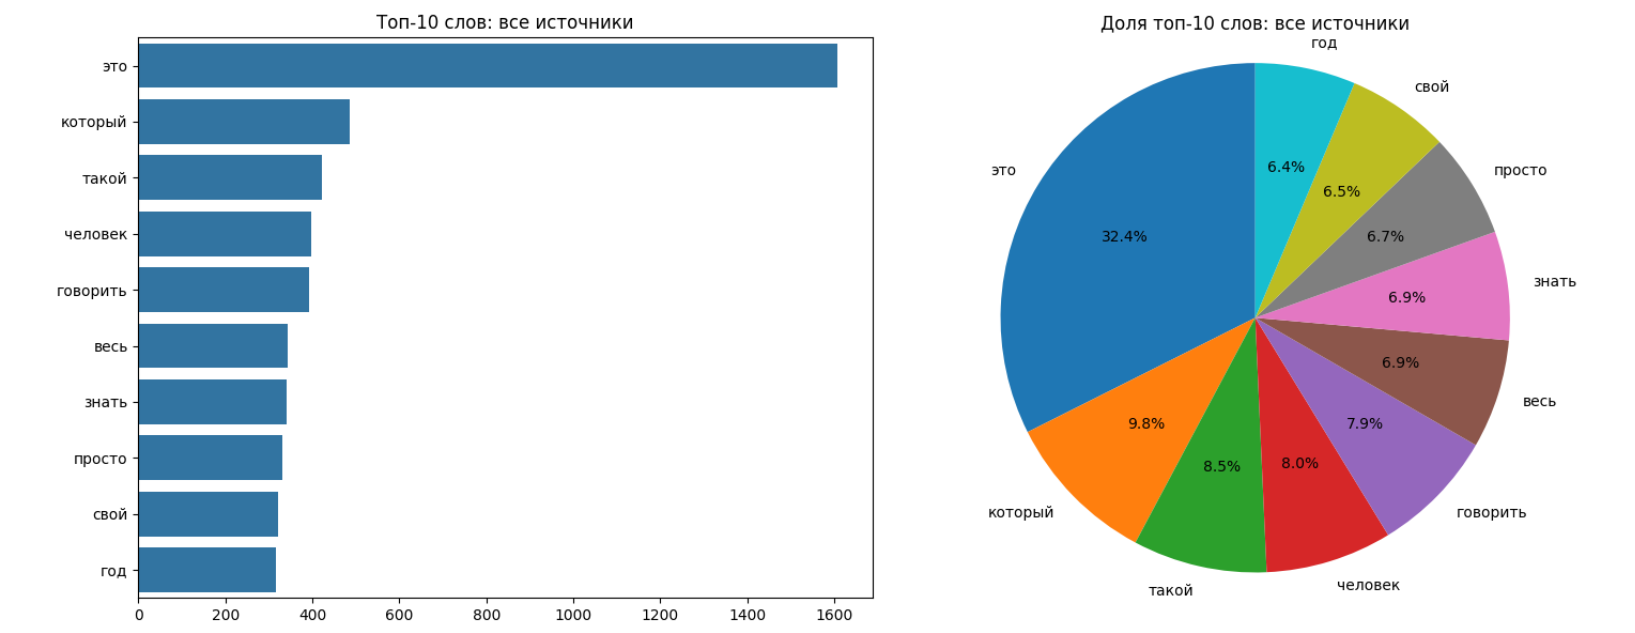 Топ-10 слов: все источники
это
который
такой
человек
говорить
весь
знать
просто
свой
год
0 200 400 600 800 1000 1200 1400 1600
Доля топ-10 слов: все источники
год
свой
просто
знать
весь
говорить
человек
такой
который
это
6.4%
6.5%
6.7%
6.9%
6.9%
7.9%
8.0%
8.5%
9.8%
32.4%